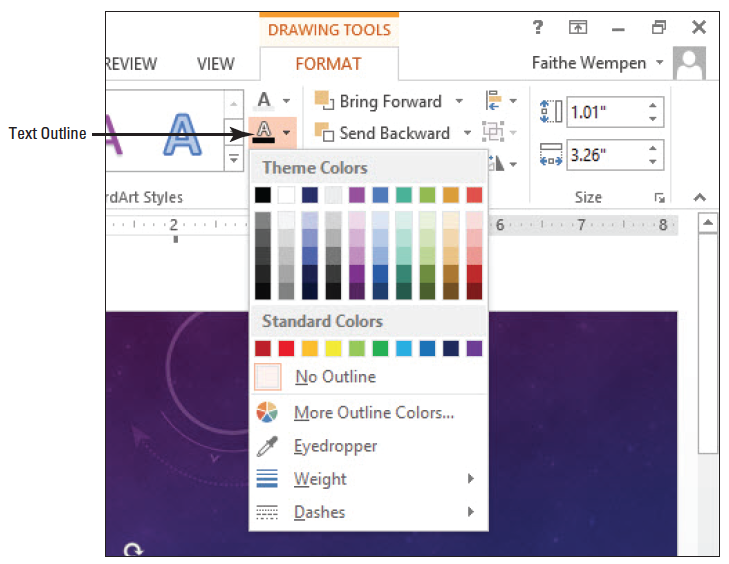 DRAWING TOOLS
?
REVIEW VIEW FORMAT Faithe Wempen
A Bring Forward 1.01"
Text Outline A A A Send Backward
3.26"
Theme Colors
rdArt Styles Size
2 6 7 8
Standard Colors
No Outline
More Outline Colors...
Eyedropper
Weight
Dashes